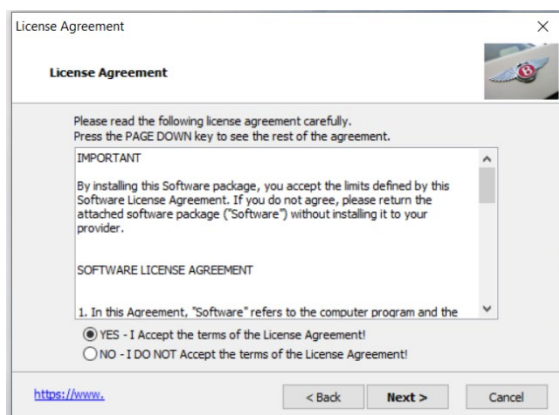 License Agreement
License Agreement
Please read the following license agreement carefully.
Press the PAGE DOWN key to see the rest of the agreement.
IMPORTANT
By installing this Software package, you accept the limits defined by this
Software License Agreement. If you do not agree, please return the
attached software package ("Software") without installing it to your
provider.
SOFTWARE LICENSE AGREEMENT
1. In this Agreement, "Software" refers to the computer program and the
YES - I Accept the terms of the License Agreement!
NO - I DO NOT Accept the terms of the License Agreement!
https://www.
< Back Next > Cancel